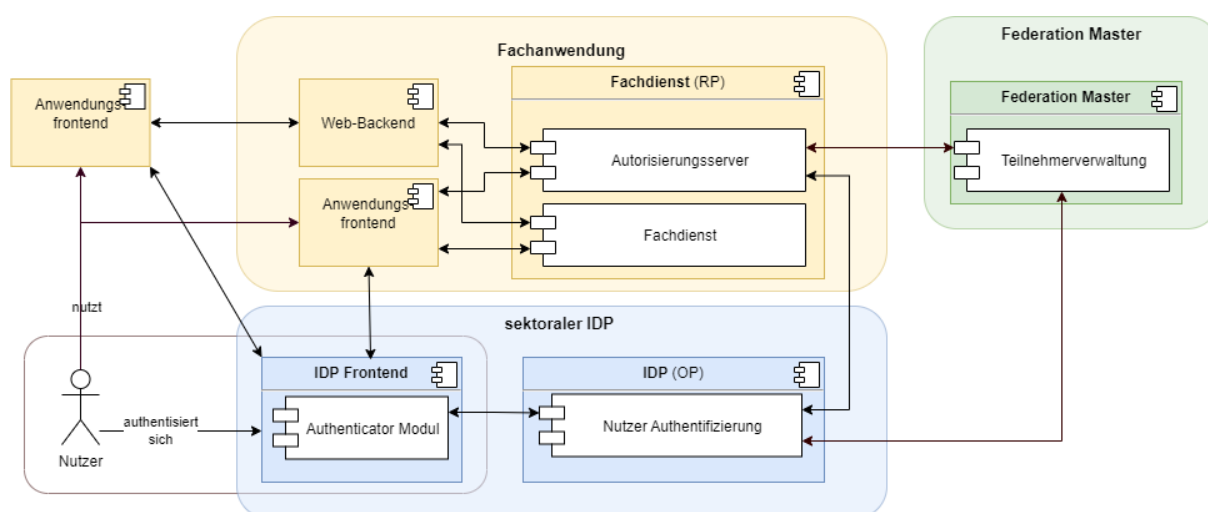 Fachanwendung
Federation Master
Anwendungs
frontend
Web-Backend
Fachdienst (RP)
Autorisierungsserver
Federation Master
Teilnehmerverwaltung
Anwendungs
frontend
Fachdienst
nutzt
sektoraler IDP
IDP Frontend
Authenticator Modul
IDP (OP)
Nutzer Authentifizierung
authentisiert
sich
Nutzer